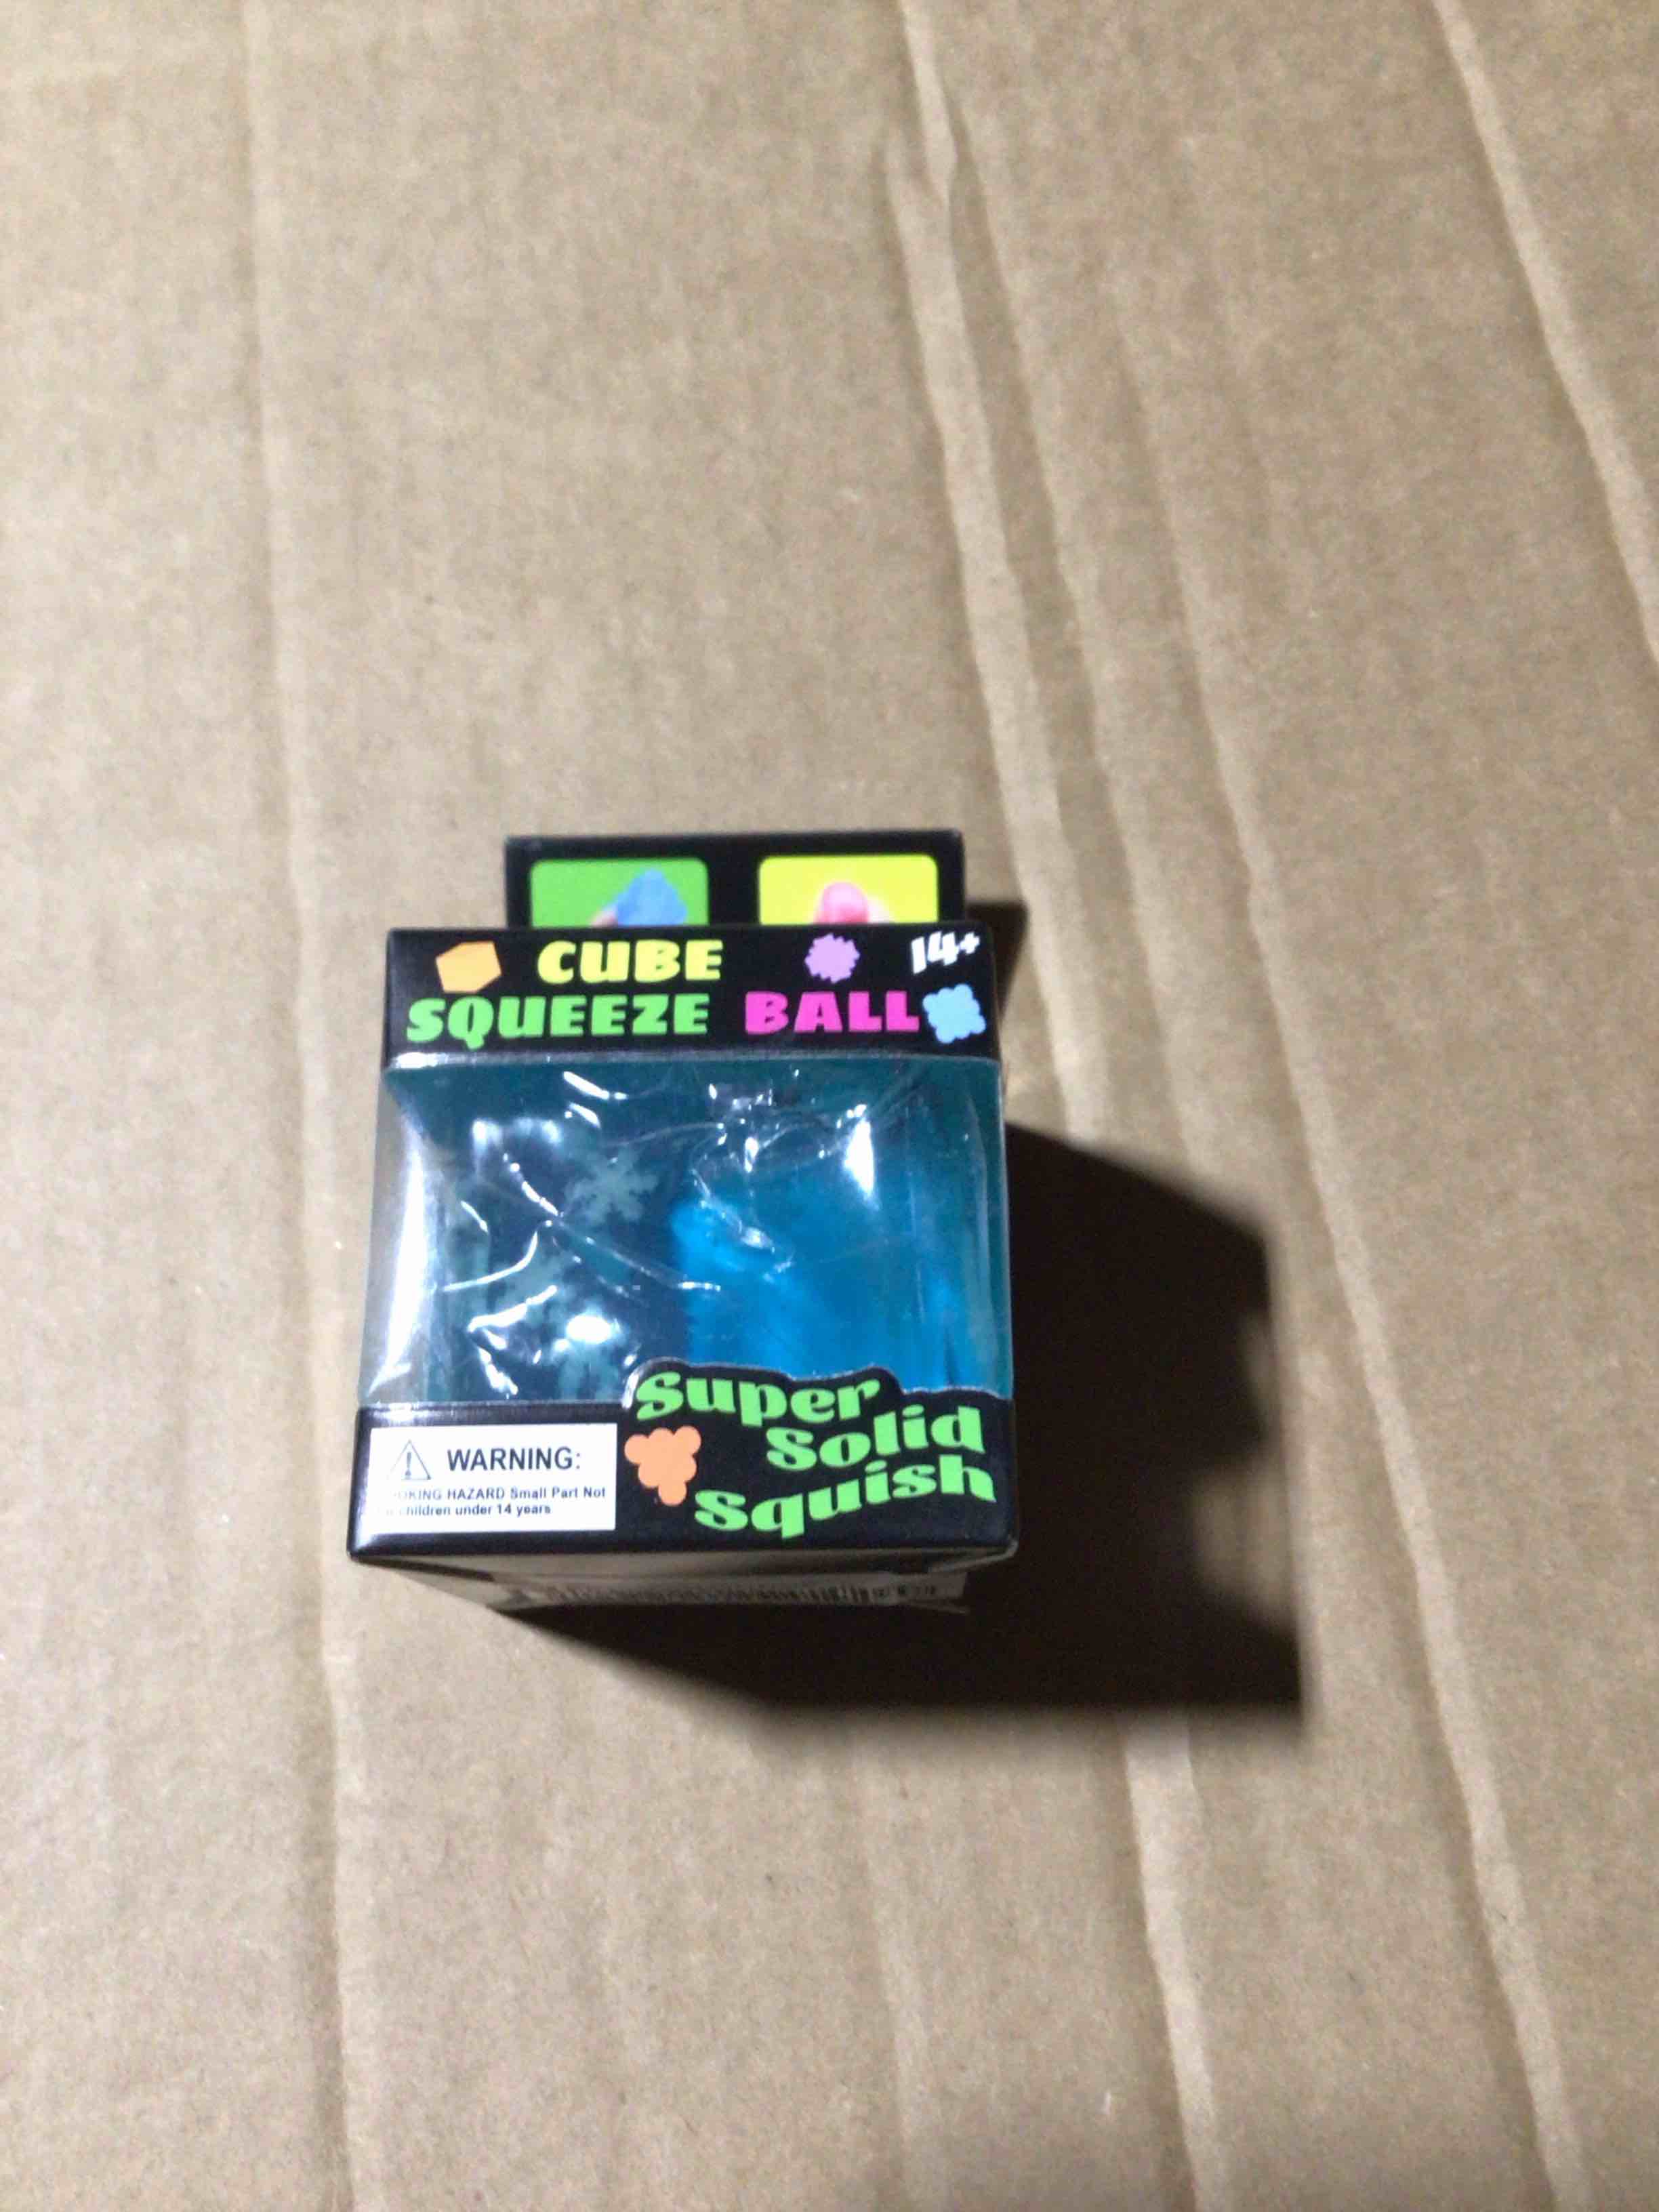 CUBE
14+
SQUEEZE BALL
Super
Solid
Squish
WARNING:
HAZARD Small Part Not
children under 14 years